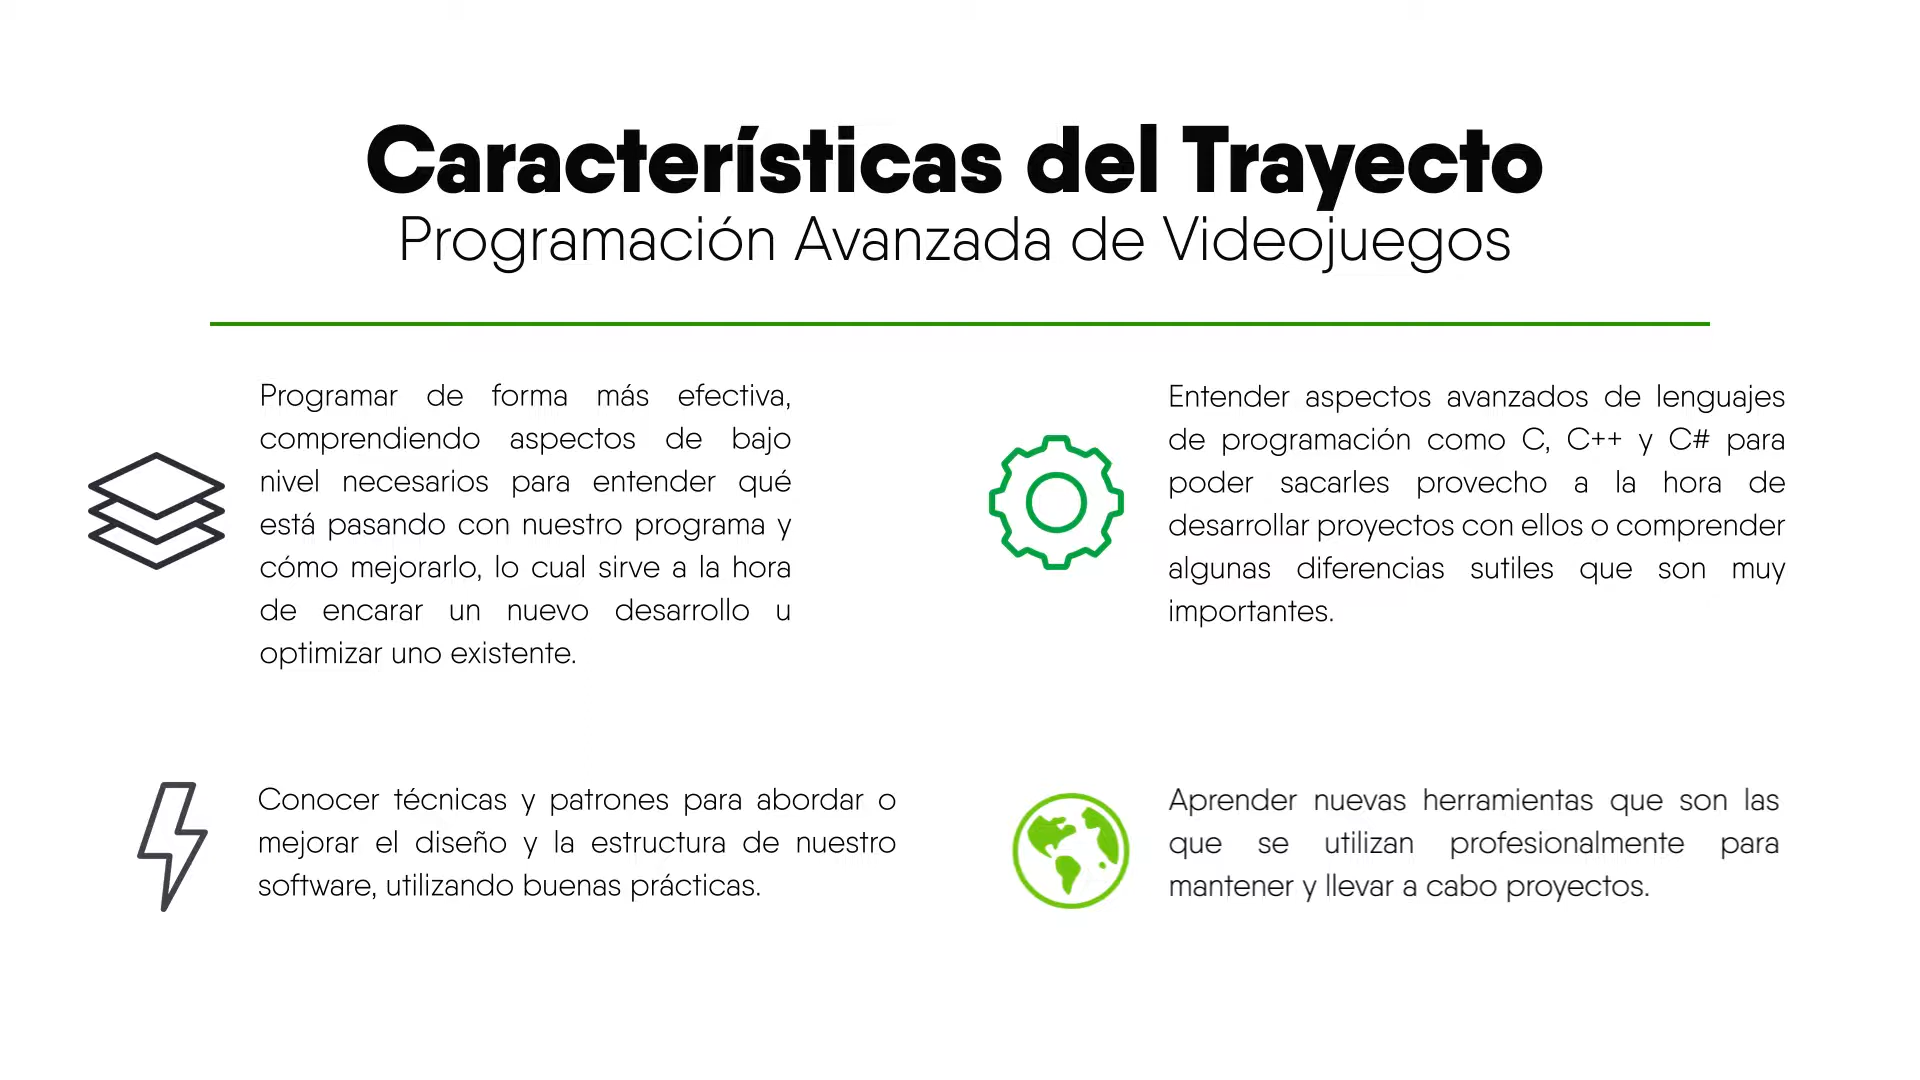 Características del Trayecto
Programación Avanzada de Videojuegos
Programar de forma más efectiva,
comprendiendo aspectos de bajo
nivel necesarios para entender qué
está pasando con nuestro programa y
cómo mejorarlo, lo cual sirve a la hora
de encarar un nuevo desarrollo u
optimizar uno existente.
Entender aspectos avanzados de lenguajes
de programación como C, C++ y C# para
poder sacarles provecho a la hora de
desarrollar proyectos con ellos o comprender
algunas diferencias sutiles que son muy
importantes.
Conocer técnicas y patrones para abordar o
mejorar el diseño y la estructura de nuestro
software, utilizando buenas prácticas.
Aprender nuevas herramientas que son las
que se utilizan profesionalmente para
mantener y llevar a cabo proyectos.